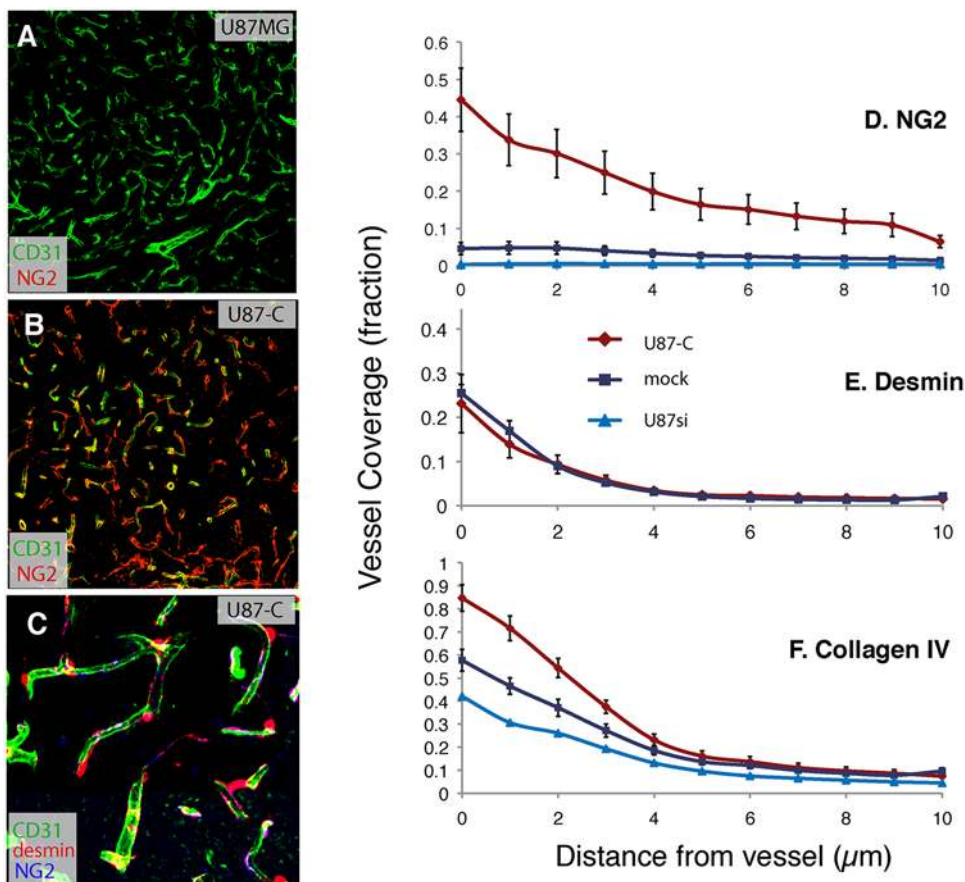 A
U87MG
CD31
NG2
B
U87-C
CD31
NG2
C
U87-C
CD31
desmin
NG2
Vessel Coverage (fraction)
D. NG2
0.6
0.5
0.4
0.3
0.2
0.1
0
0 2 4 6 8 10
E. Desmin
0.4
0.3
0.2
0.1
0
U87-C
mock
U87si
0 2 4 6 8 10
F. Collagen IV
1
0.9
0.8
0.7
0.6
0.5
0.4
0.3
0.2
0.1
0
0 2 4 6 8 10
Distance from vessel (µm)